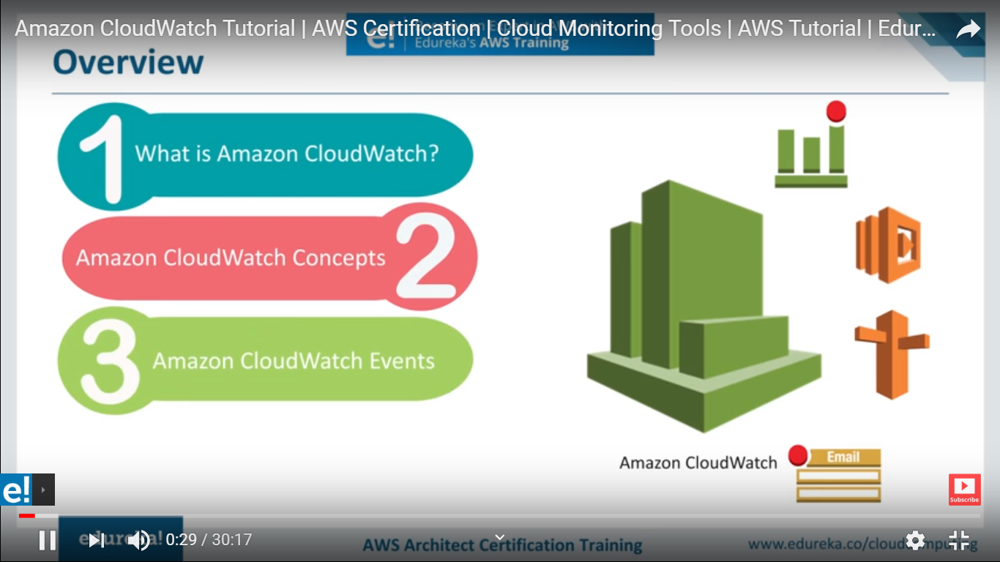 Amazon CloudWatch Tutorial | AWS Certification | Cloud Monitoring Tools | AWS Tutorial | Edur...
e!
Edureka's AWS Training
Overview
1 What is Amazon CloudWatch?
Amazon CloudWatch Concepts 2
3 Amazon CloudWatch Events
Amazon CloudWatch
Email
e!
Subscribe
edureka!
0:29 / 30:17
AWS Architect Certification Training
www.edureka.co/cloudcomputing